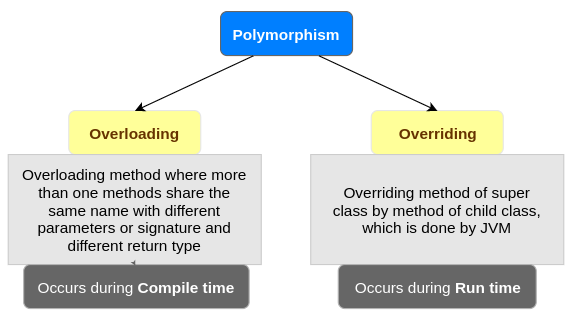 Polymorphism
Overloading
Overriding
Overloading method where more
than one methods share the
same name with different
parameters or signature and
different return type
Overriding method of super
class by method of child class,
which is done by JVM
Occurs during Compile time
Occurs during Run time